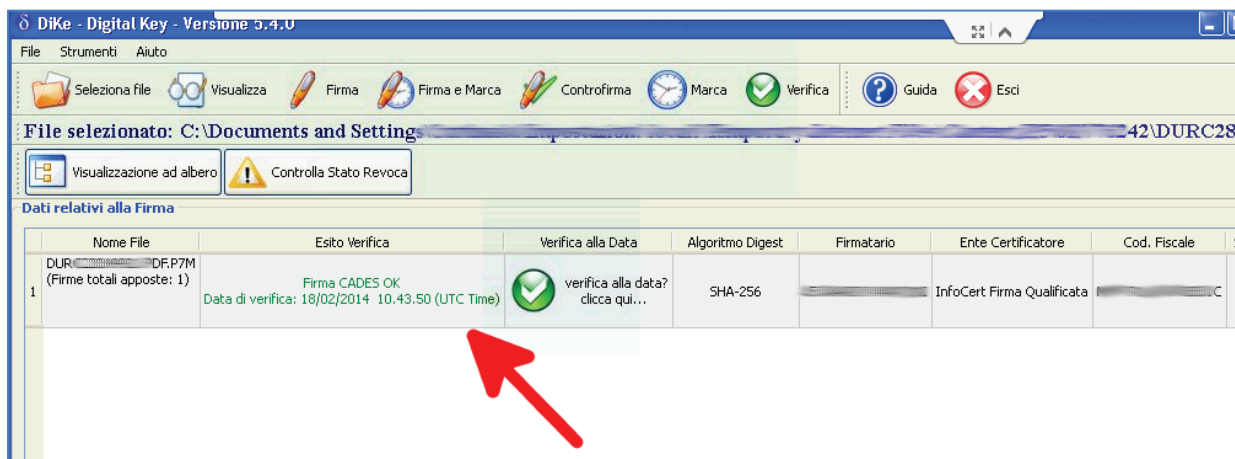 DiKe - Digital Key - Versione 5.4.0
File Strumenti Aiuto
Seleziona file Visualizza Firma Firma e Marca Controfirma Marca Verifica Guida Esci
File selezionato: C:\Documents and Settings 42\DURC28
Visualizzazione ad albero Controlla Stato Revoca
Dati relativi alla Firma
Nome File Esito Verifica Verifica alla Data Algoritmo Digest Firmatario Ente Certificatore Cod. Fiscale
DUR DF.P7M
(Firme totali apposte: 1)
1
Firma CADES OK
Data di verifica: 18/02/2014 10.43.50 (UTC Time)
verifica alla data?
clicca qui...
SHA-256
InfoCert Firma Qualificata
C